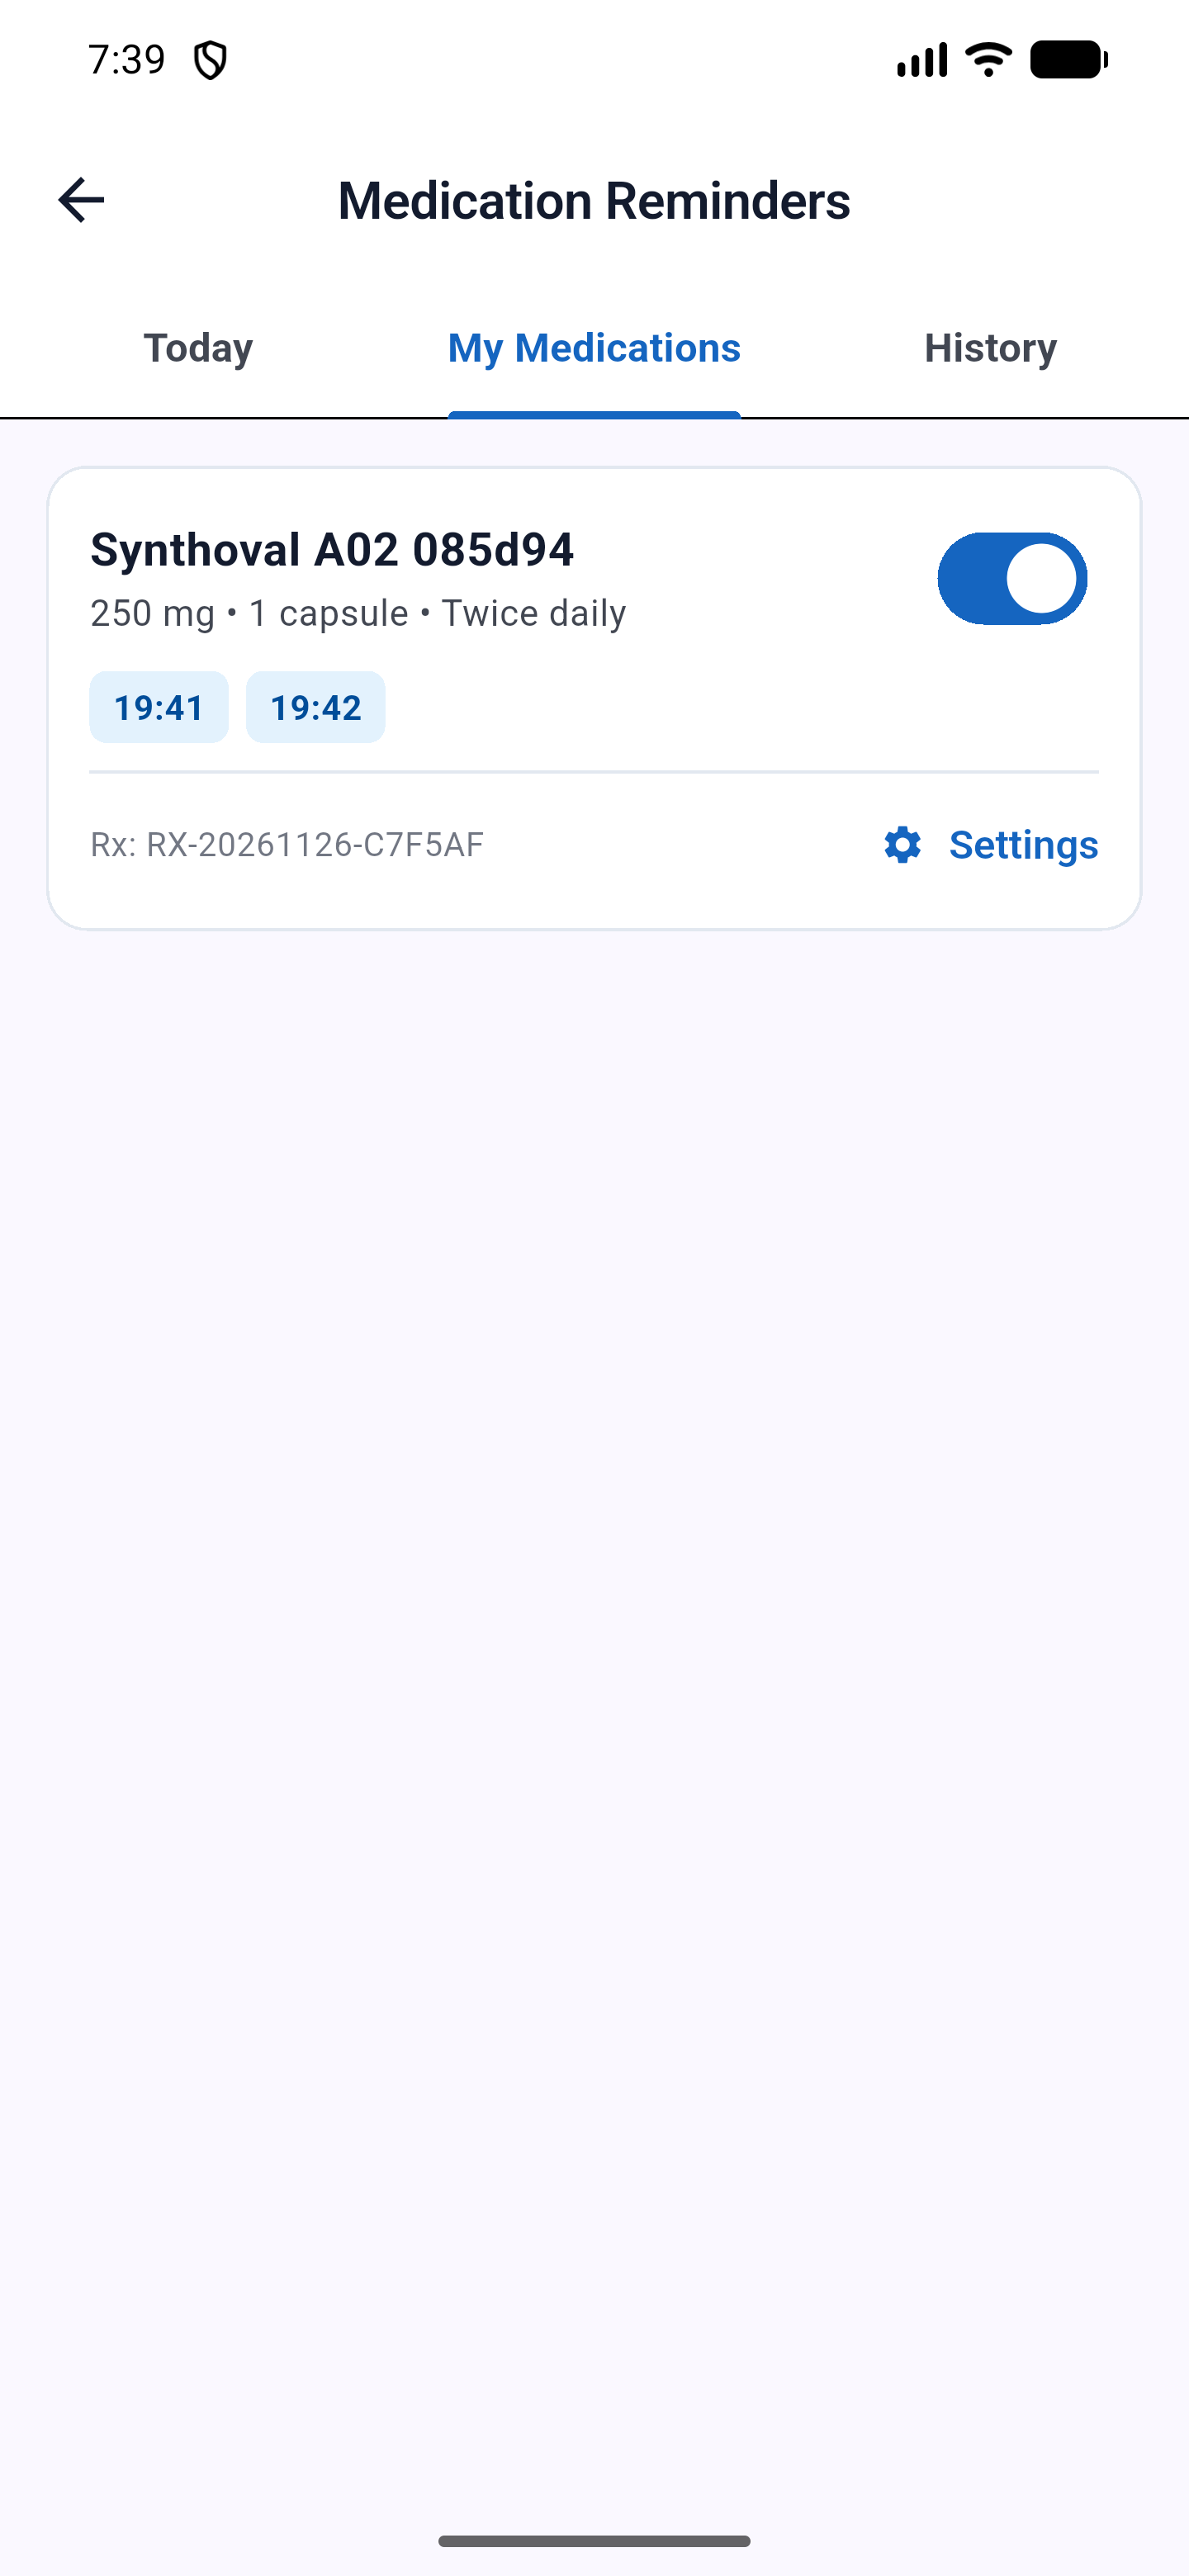 7:39
Medication Reminders
Today My Medications History
Synthoval A02 085d94
250 mg • 1 capsule • Twice daily
19:41 19:42
Rx: RX-20261126-C7F5AF Settings